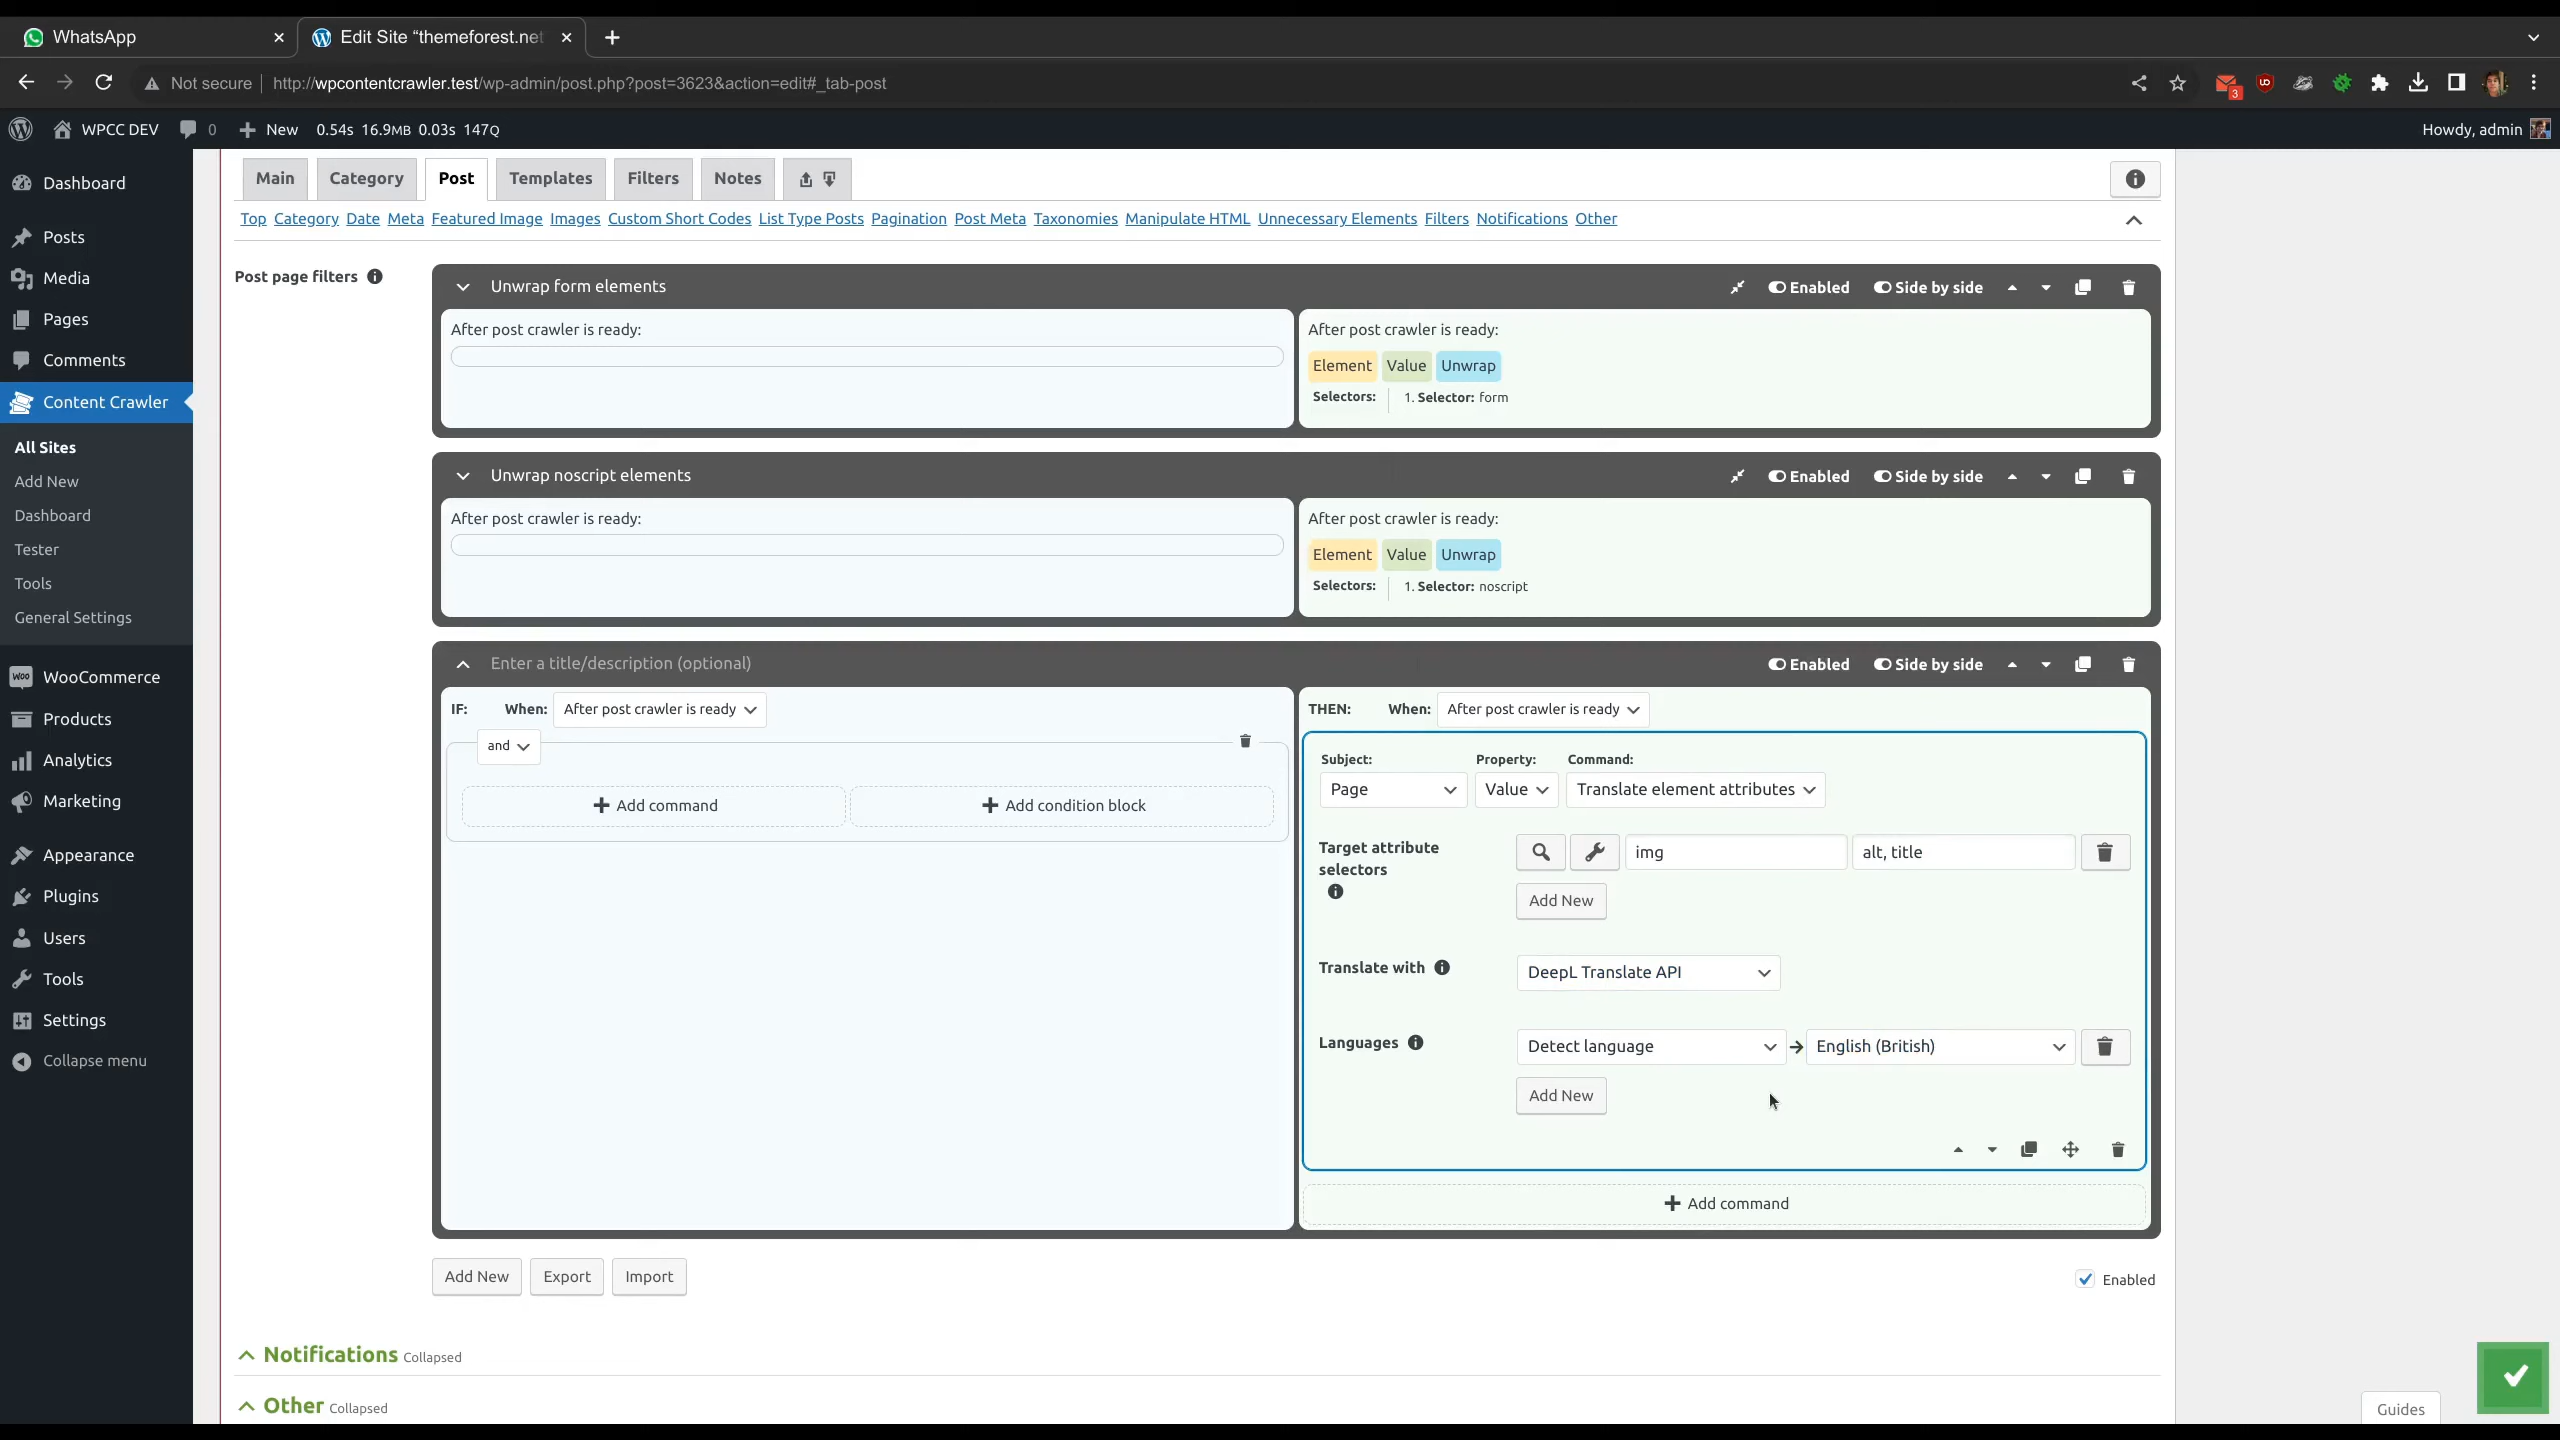 WhatsApp
Edit Site “themeforest.net
Not secure
http://wpcontentcrawler.test/wp-admin/post.php?post=3623&action=edit#_tab-post
3
WPCC DEV 0 New 0.54s 16.9MB 0.03s 147Q
Howdy, admin
Dashboard
Posts
Media
Pages
Comments
Content Crawler
All Sites
Add New
Dashboard
Tester
Tools
General Settings
WooCommerce
Products
Analytics
Marketing
Appearance
Plugins
Users
Tools
Settings
Collapse menu
Main Category Post Templates Filters Notes
Top Category Date Meta Featured Image Images Custom Short Codes List Type Posts Pagination Post Meta Taxonomies Manipulate HTML Unnecessary Elements Filters Notifications Other
Post page filters
Unwrap form elements
Enabled Side by side
After post crawler is ready:
After post crawler is ready:
Element Value Unwrap
Selectors: 1. Selector: form
Unwrap noscript elements
Enabled Side by side
After post crawler is ready:
After post crawler is ready:
Element Value Unwrap
Selectors: 1. Selector: noscript
Enter a title/description (optional)
Enabled Side by side
IF: When: After post crawler is ready
and
Add command
Add condition block
THEN: When: After post crawler is ready
Subject: Property: Command:
Page Value Translate element attributes
Target attribute selectors
img
alt, title
Add New
Translate with
DeepL Translate API
Languages
Detect language
English (British)
Add New
Add command
Add New Export Import
Enabled
Notifications Collapsed
Other Collapsed
Guides